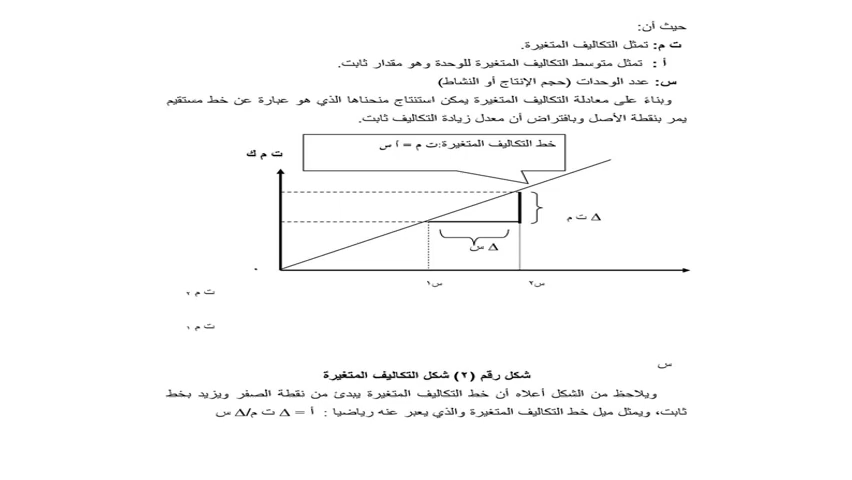 حيث أن:
ت م: تمثل التكاليف المتغيرة.
أ : تمثل متوسط التكاليف المتغيرة للوحدة وهو مقدار ثابت.
س: عدد الوحدات (حجم الإنتاج أو النشاط)
وبناءً على معادلة التكاليف المتغيرة يمكن استنتاج منحناها الذي هو عبارة عن خط مستقيم
يمر بنقطة الأصل وبافتراض أن معدل زيادة التكاليف ثابت.
خط التكاليف المتغيرة:ت م = أ س
ت م ك
Δ ت م
Δ س
٠
س١
س٢
ت م ٢
ت م ١
س
شكل رقم (٢) شكل التكاليف المتغيرة
ويلاحظ من الشكل أعلاه أن خط التكاليف المتغيرة يبدئ من نقطة الصفر ويزيد بخط
ثابت، ويمثل ميل خط التكاليف المتغيرة والذي يعبر عنه رياضيا : أ = Δ ت م/Δ س